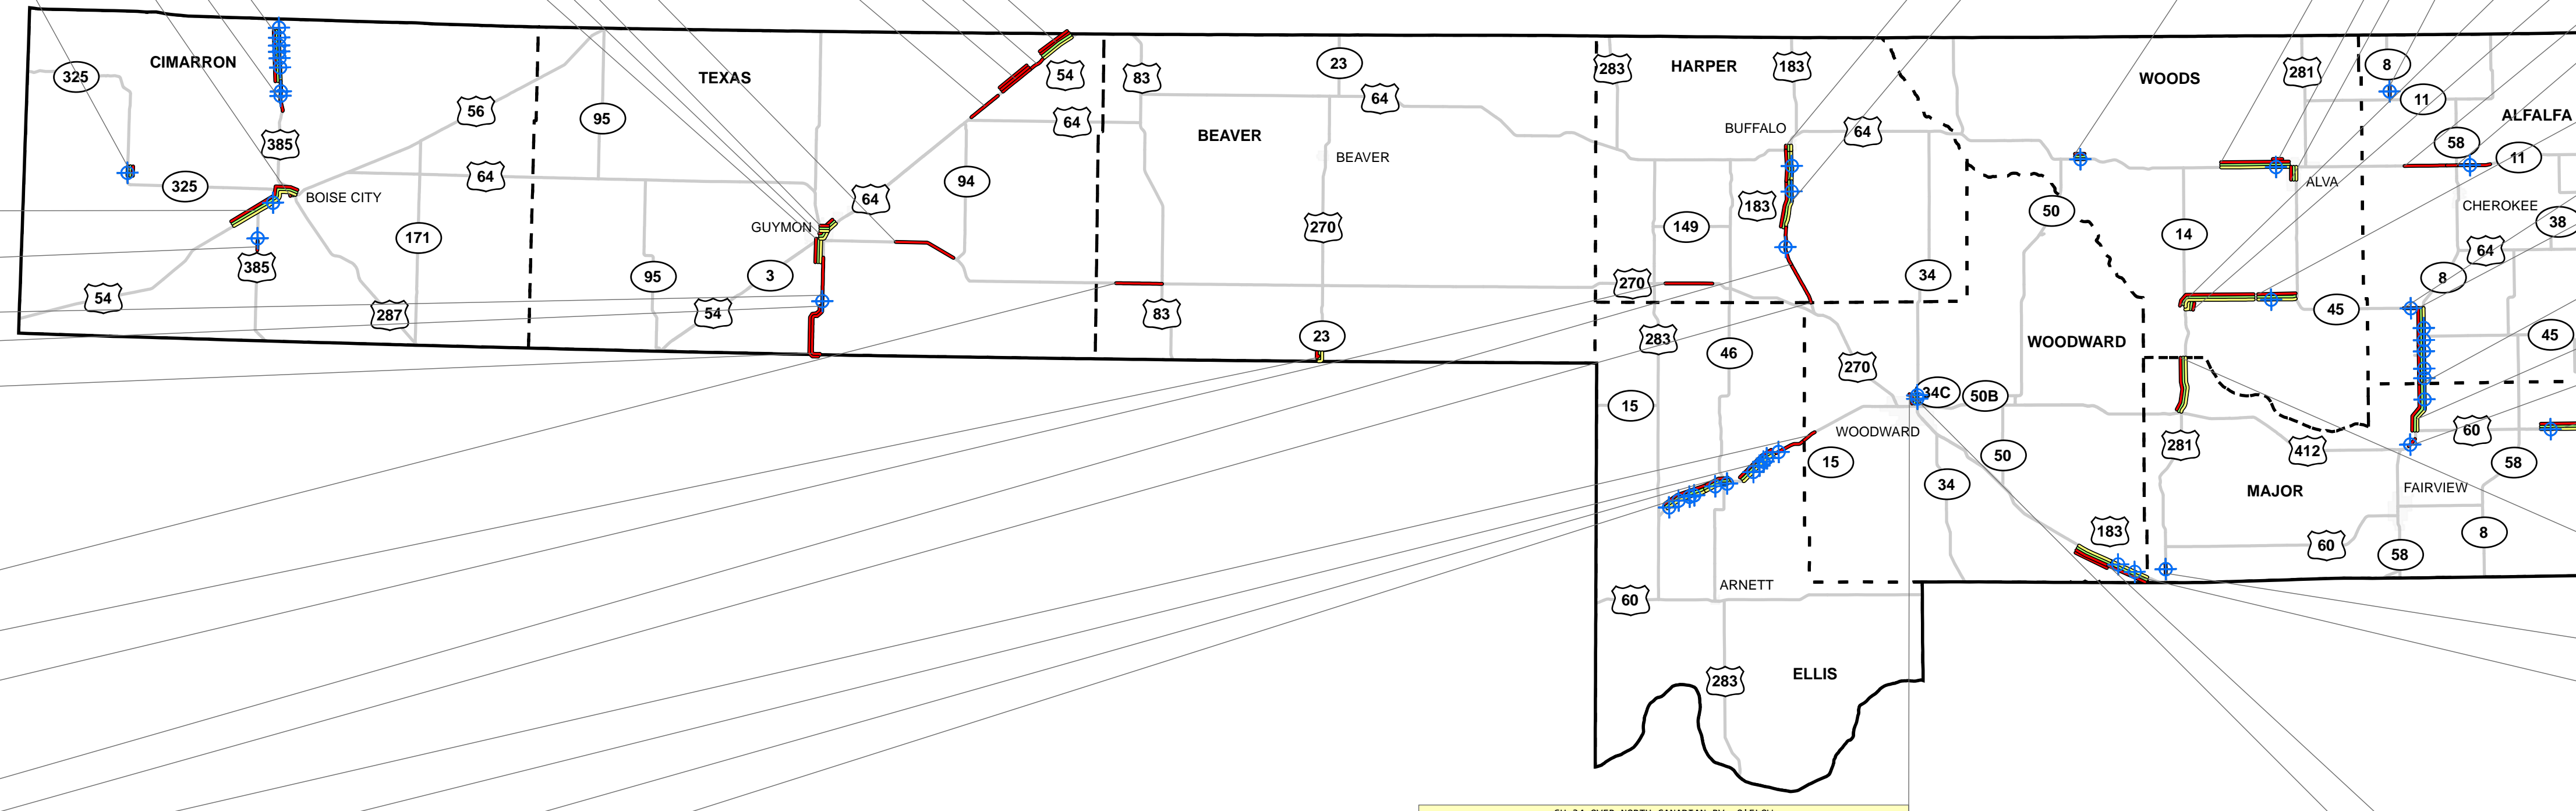 CIMARRON
325
385
325
BOISE CITY
385
54
287
171
64
56
TEXAS
95
GUYMON
64
95
3
54
94
54
64
83
23
64
BEAVER
BEAVER
270
83
23
283
HARPER
183
BUFFALO
64
183
149
270
34
283
46
15
270
34C
50B
WOODWARD
WOODWARD
15
34
50
50
183
ARNETT
60
283
ELLIS
WOODS
281
8
11
ALFALFA
58
11
ALVA
CHEROKEE
14
38
64
8
45
45
281
412
60
58
MAJOR
FAIRVIEW
60
58
8